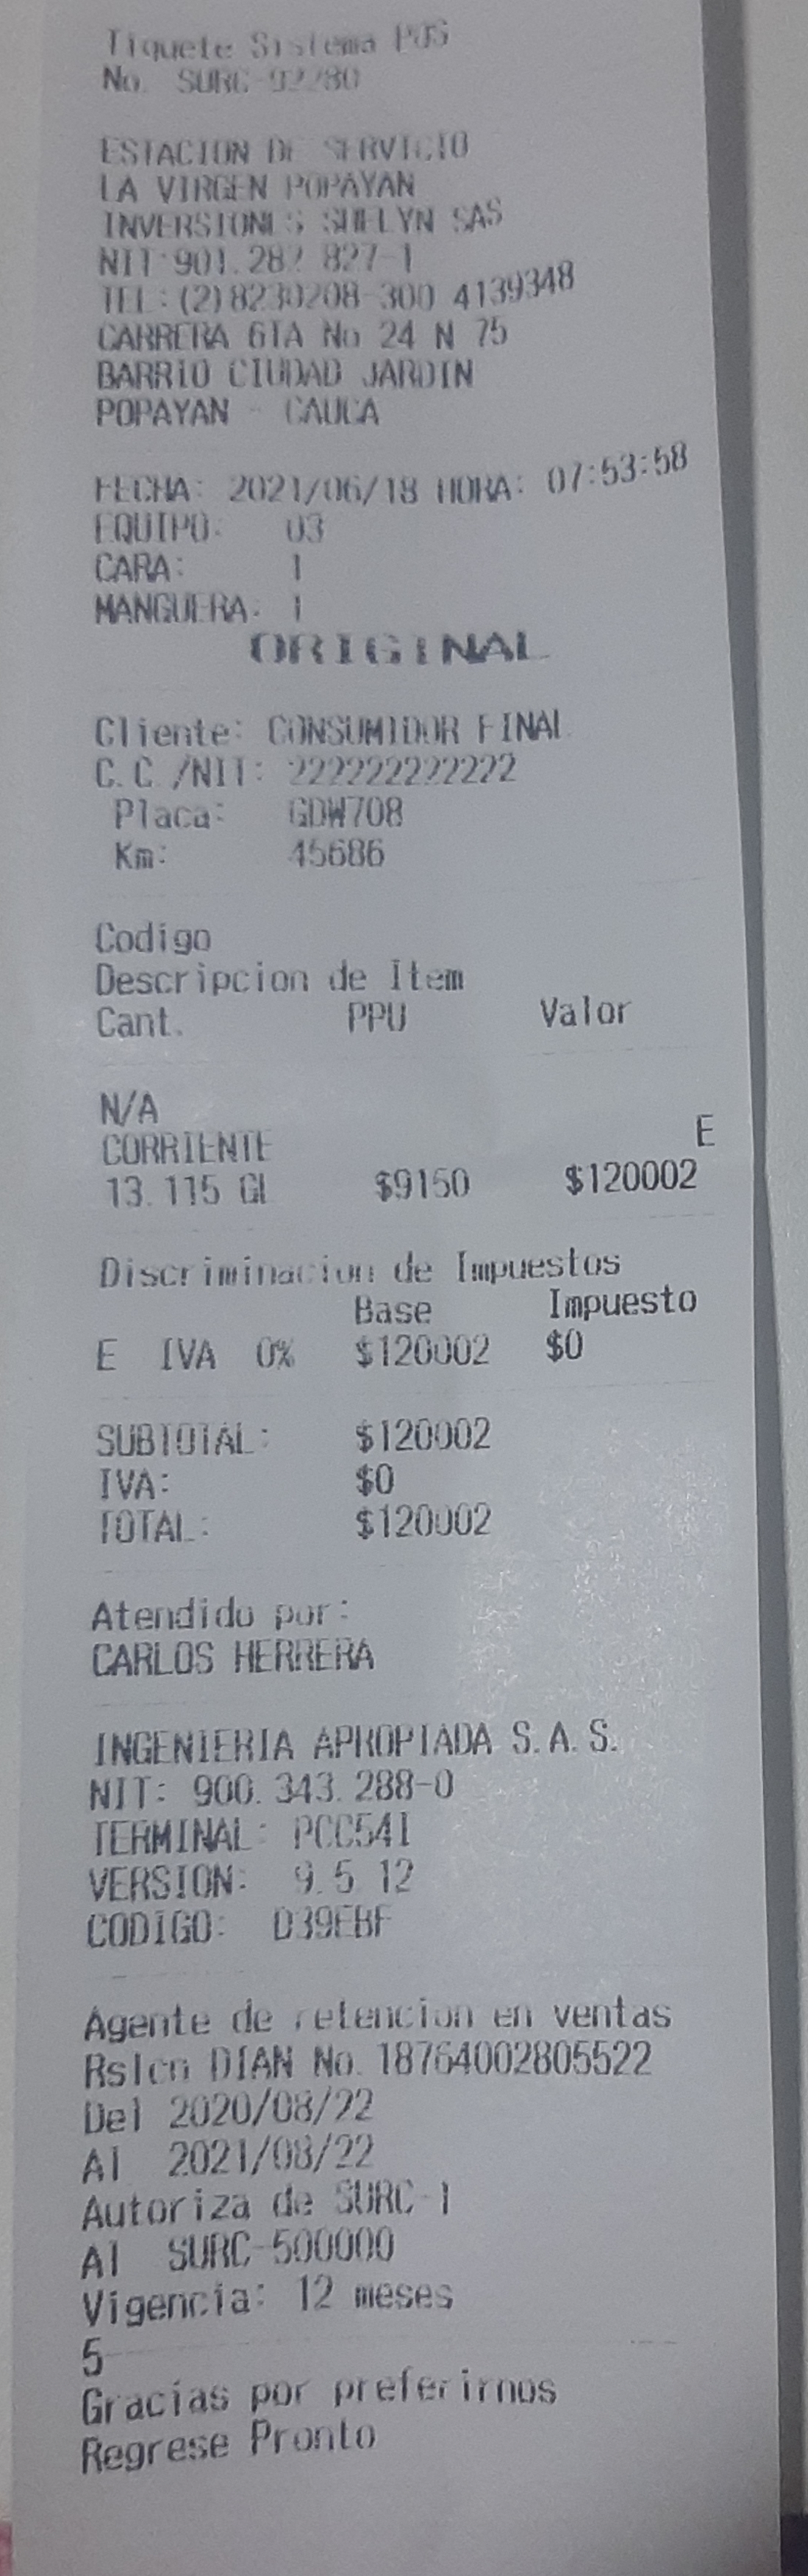 Tiquete Sistema POS
No. SURC-92280
ESTACION DE SERVICIO
LA VIRGEN POPAYAN
INVERSIONES SUELYN SAS
NIT:901.282 827-1
TEL:(2)8230208-300 4139348
CARRERA 6TA No 24 N 75
BARRIO CIUDAD JARDIN
POPAYAN - CAUCA
FECHA: 2021/06/18 HORA: 07:53:58
EQUIPO: 03
CARA: 1
MANGUERA: 1
ORIGINAL
Cliente: CONSUMIDOR FINAL
C.C./NIT: 222222222222
Placa: GDW708
Km: 45686
Codigo
Descripcion de Item
Cant. PPU Valor
N/A
CORRIENTE E
13.115 Gl $9150 $120002
Discriminacion de Impuestos
Base Impuesto
E IVA 0% $120002 $0
SUBTOTAL: $120002
IVA: $0
TOTAL: $120002
Atendido por:
CARLOS HERRERA
INGENIERIA APROPIADA S.A.S.
NIT: 900.343.288-0
TERMINAL: PCC541
VERSION: 9.5.12
CODIGO: D39EBF
Agente de retencion en ventas
Rslcn DIAN No.18764002805522
Del 2020/08/22
Al 2021/08/22
Autoriza de SURC-1
Al SURC-500000
Vigencia: 12 meses
5
Gracias por preferirnos
Regrese Pronto